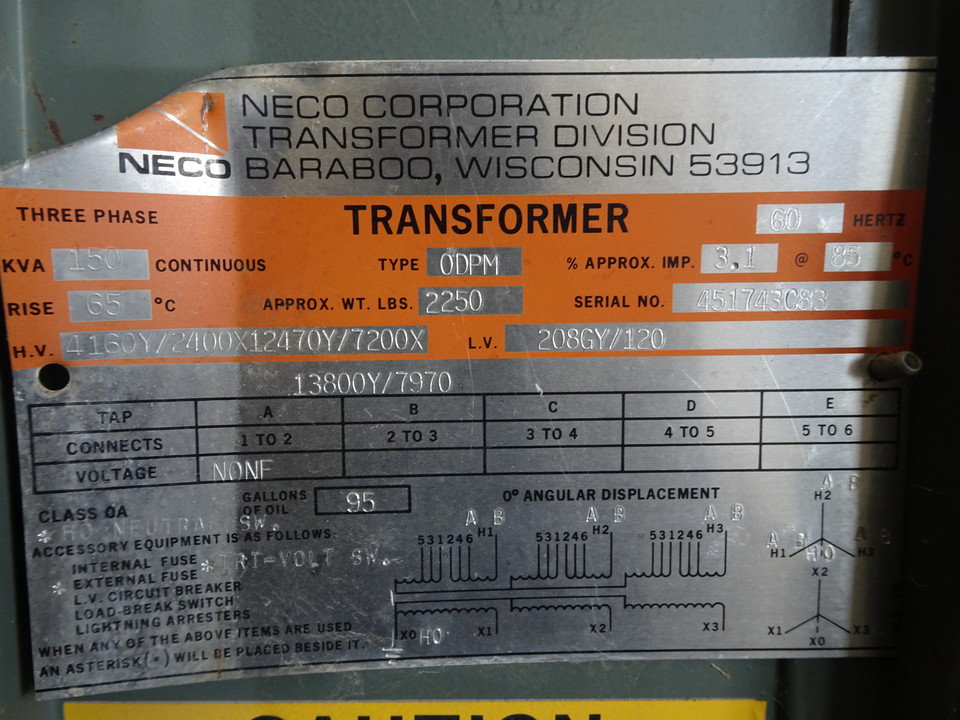 NECO CORPORATION
TRANSFORMER DIVISION
NECO BARABOO, WISCONSIN 53913
THREE PHASE TRANSFORMER 60 HERTZ
KVA 150 CONTINUOUS TYPE ODPM % APPROX. IMP. 3.1 @ 85 °C
RISE 65 °C APPROX. WT. LBS. 2250 SERIAL NO. 451743C83
H.V. 4160Y/2400X12470Y/7200X L.V. 208GY/120
13800Y/7970
TAP A B C D E
CONNECTS 1 TO 2 2 TO 3 3 TO 4 4 TO 5 5 TO 6
VOLTAGE NONE
CLASS OA GALLONS OF OIL 95 0° ANGULAR DISPLACEMENT
* HO NEUTRAL SW.
ACCESSORY EQUIPMENT IS AS FOLLOWS:
INTERNAL FUSE * TRI-VOLT SW.
EXTERNAL FUSE
* L.V. CIRCUIT BREAKER
LOAD-BREAK SWITCH
LIGHTNING ARRESTERS
WHEN ANY OF THE ABOVE ITEMS ARE USED
AN ASTERISK (*) WILL BE PLACED BESIDE IT.
A B A B A B
531246 H1 531246 H2 531246 H3
X0 HO X1 X2 X3
A B
H2
A B A B
H1 HO H3
X2
X1 X3
X0
CAUTION